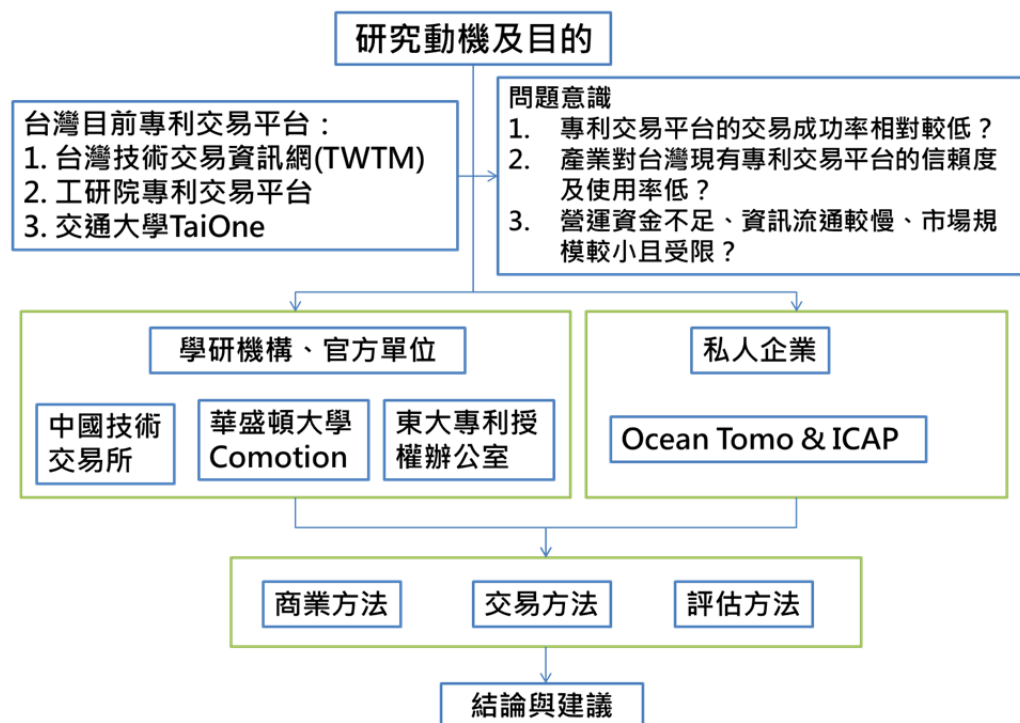 研究動機及目的
台灣目前專利交易平台：
1. 台灣技術交易資訊網(TWTM)
2. 工研院專利交易平台
3. 交通大學TaiOne
問題意識
1. 專利交易平台的交易成功率相對較低？
2. 產業對台灣現有專利交易平台的信賴度
及使用率低？
3. 營運資金不足、資訊流通較慢、市場規
模較小且受限？
學研機構、官方單位
中國技術
交易所
華盛頓大學
Comotion
東大專利授
權辦公室
私人企業
Ocean Tomo & ICAP
商業方法
交易方法
評估方法
結論與建議